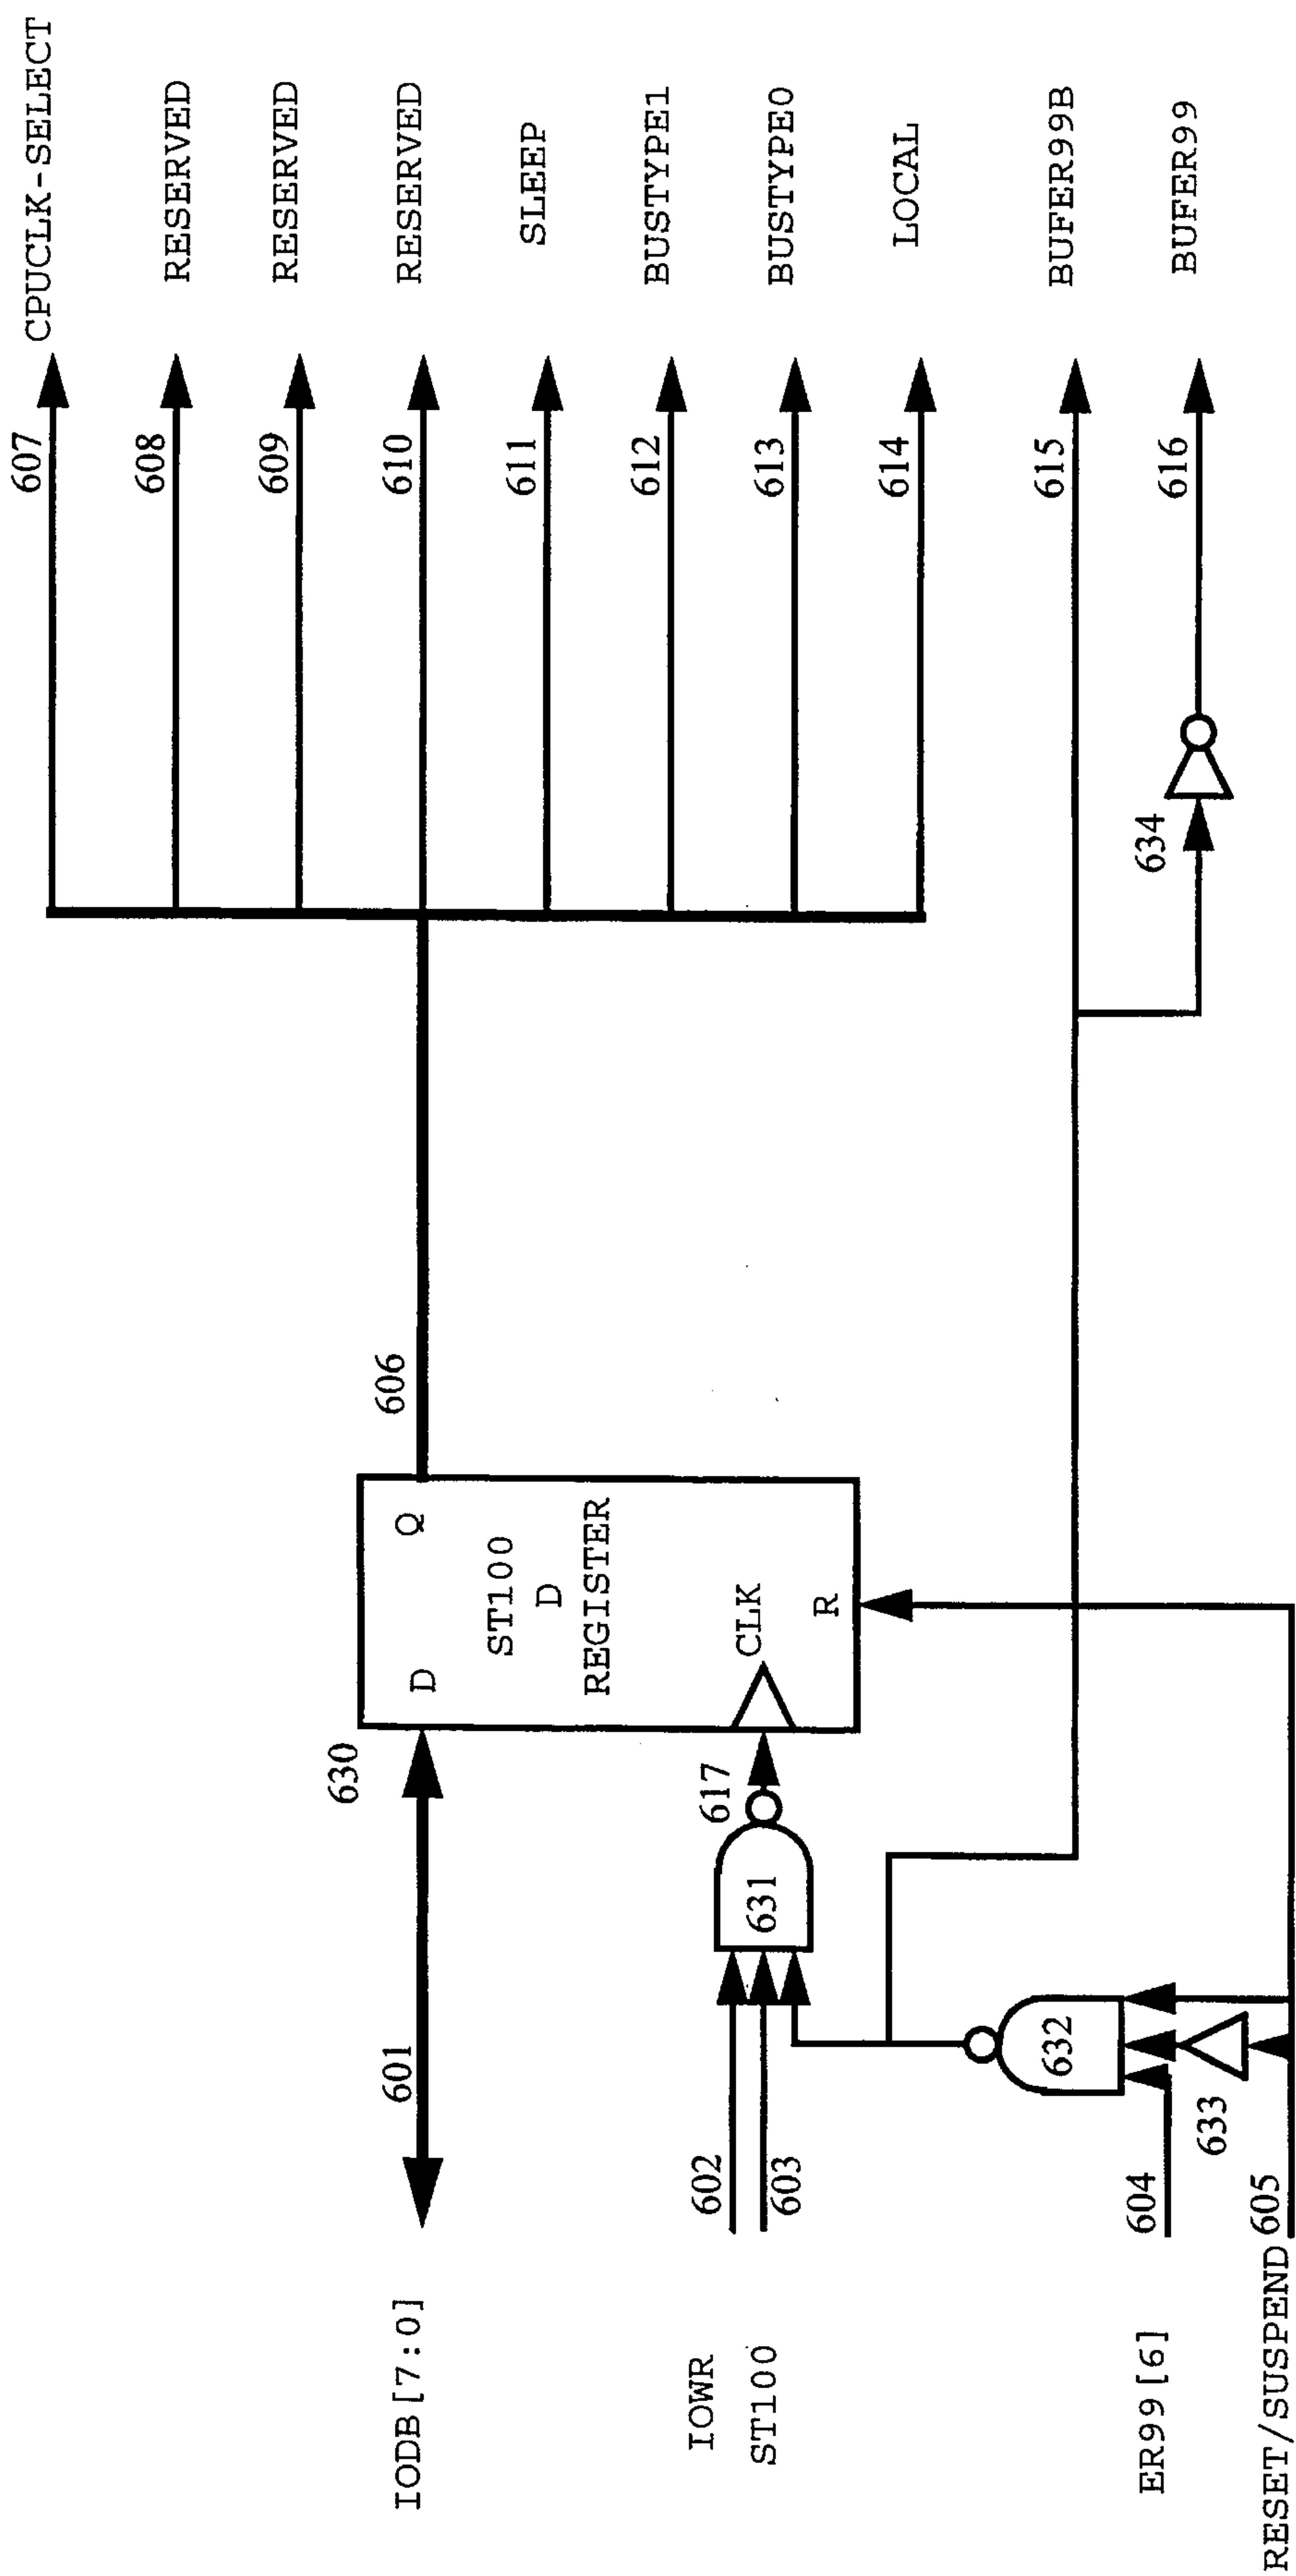 CPUCLK-SELECT
607
RESERVED
608
RESERVED
609
RESERVED
610
SLEEP
611
BUSTYPE1
612
BUSTYPE0
613
LOCAL
614
BUFER99B
615
BUFER99
616
634
606
Q
D
ST100
D
REGISTER
CLK
R
630
617
631
601
IODB[7:0]
602
IOWR
603
ST100
632
633
604
ER99[6]
605
RESET/SUSPEND